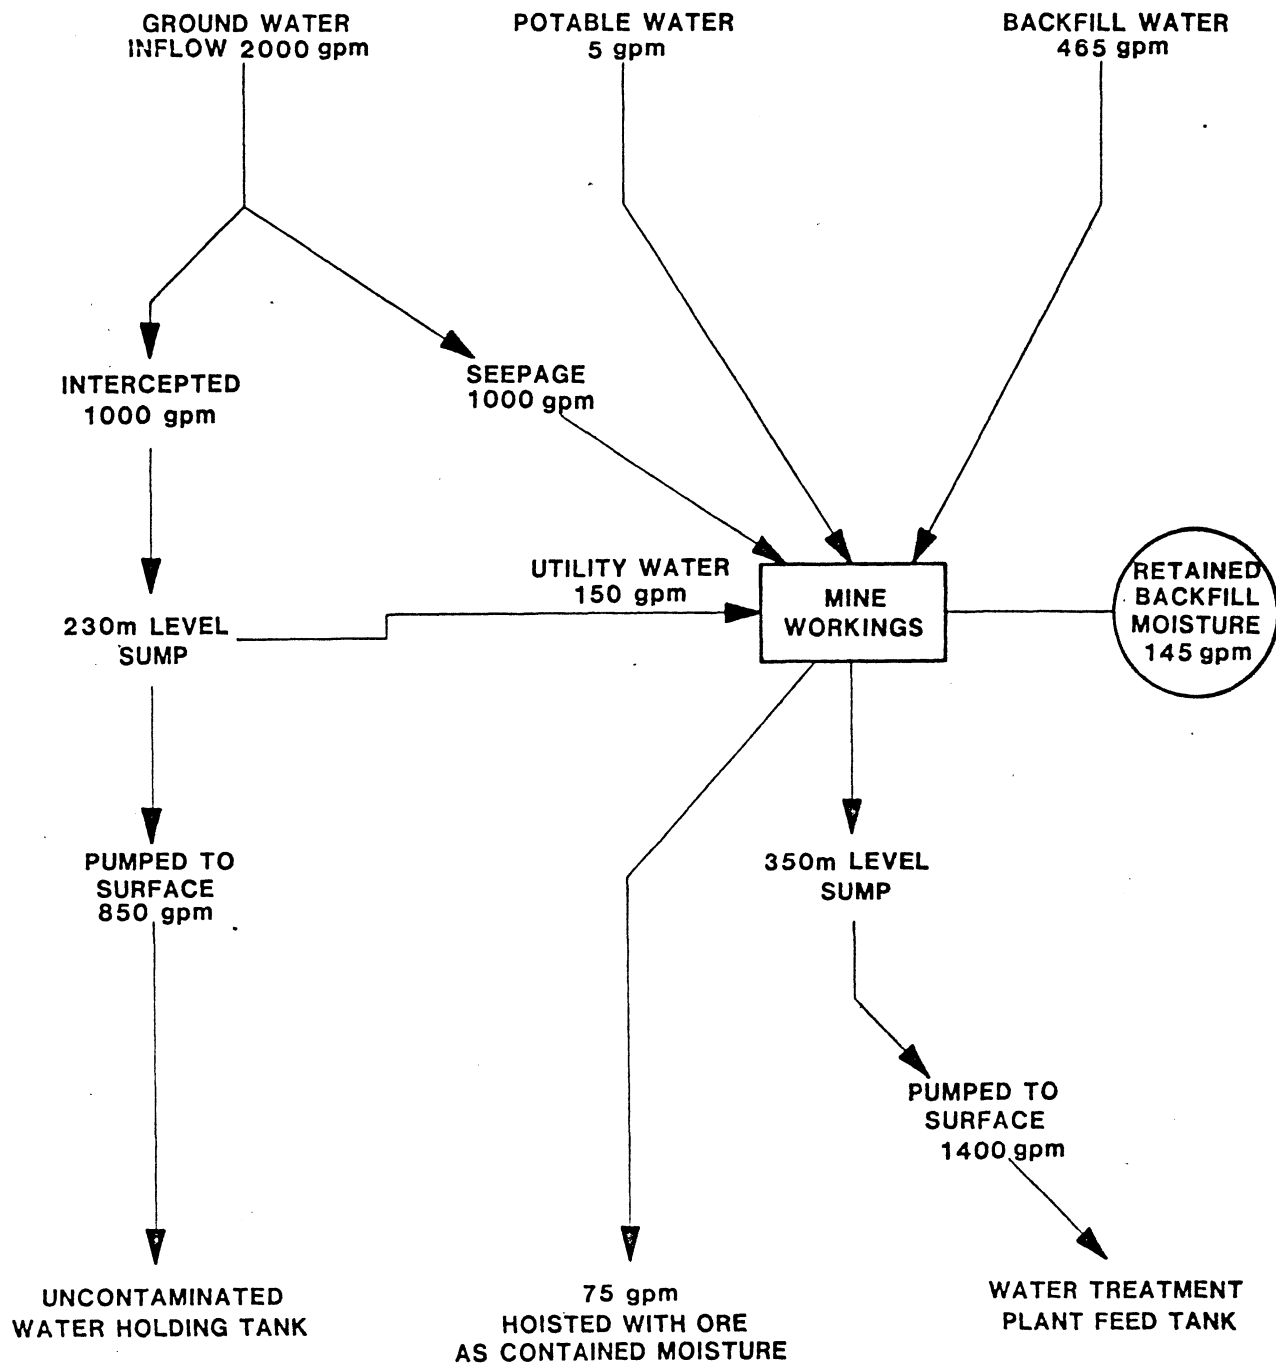 GROUND WATER
INFLOW 2000 gpm
POTABLE WATER
5 gpm
BACKFILL WATER
465 gpm
INTERCEPTED
1000 gpm
SEEPAGE
1000 gpm
UTILITY WATER
150 gpm
MINE
WORKINGS
RETAINED
BACKFILL
MOISTURE
145 gpm
230m LEVEL
SUMP
PUMPED TO
SURFACE
850 gpm
350m LEVEL
SUMP
PUMPED TO
SURFACE
1400 gpm
UNCONTAMINATED
WATER HOLDING TANK
75 gpm
HOISTED WITH ORE
AS CONTAINED MOISTURE
WATER TREATMENT
PLANT FEED TANK